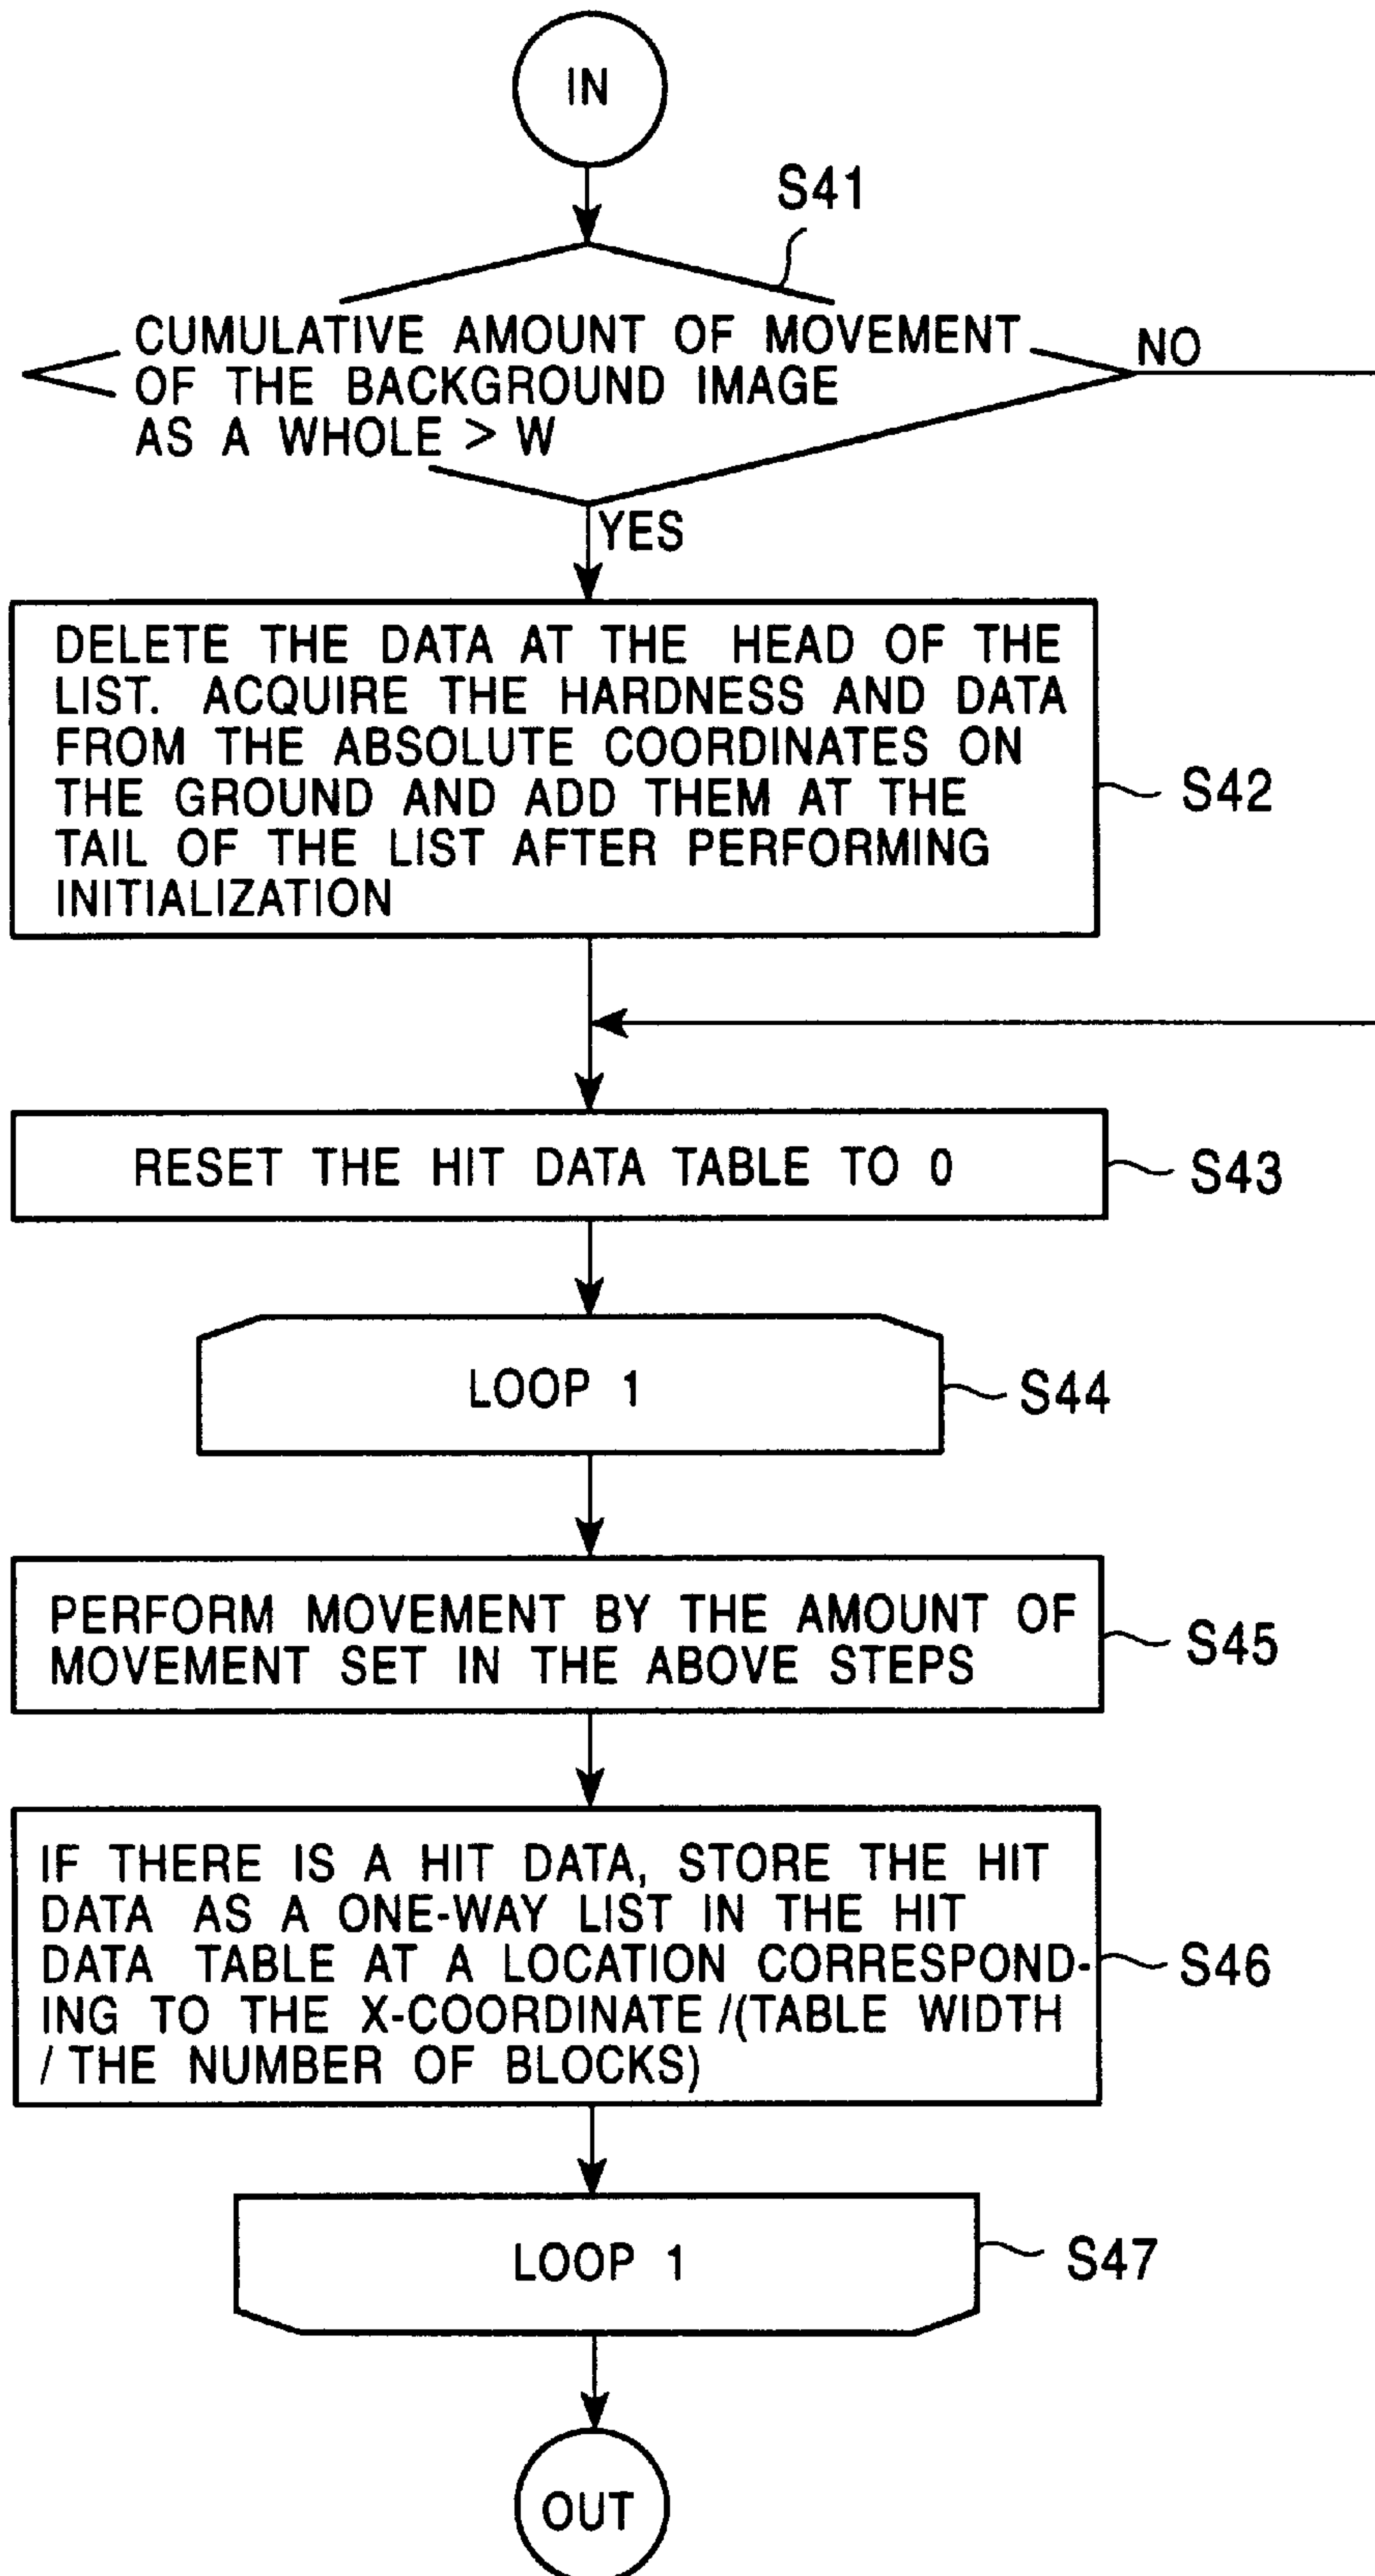 IN
S41
CUMULATIVE AMOUNT OF MOVEMENT
OF THE BACKGROUND IMAGE
AS A WHOLE > W
NO
YES
DELETE THE DATA AT THE HEAD OF THE
LIST. ACQUIRE THE HARDNESS AND DATA
FROM THE ABSOLUTE COORDINATES ON
THE GROUND AND ADD THEM AT THE
TAIL OF THE LIST AFTER PERFORMING
INITIALIZATION
S42
RESET THE HIT DATA TABLE TO 0
S43
LOOP 1
S44
PERFORM MOVEMENT BY THE AMOUNT OF
MOVEMENT SET IN THE ABOVE STEPS
S45
IF THERE IS A HIT DATA, STORE THE HIT
DATA AS A ONE-WAY LIST IN THE HIT
DATA TABLE AT A LOCATION CORRESPOND-
ING TO THE X-COORDINATE /(TABLE WIDTH
/ THE NUMBER OF BLOCKS)
S46
LOOP 1
S47
OUT